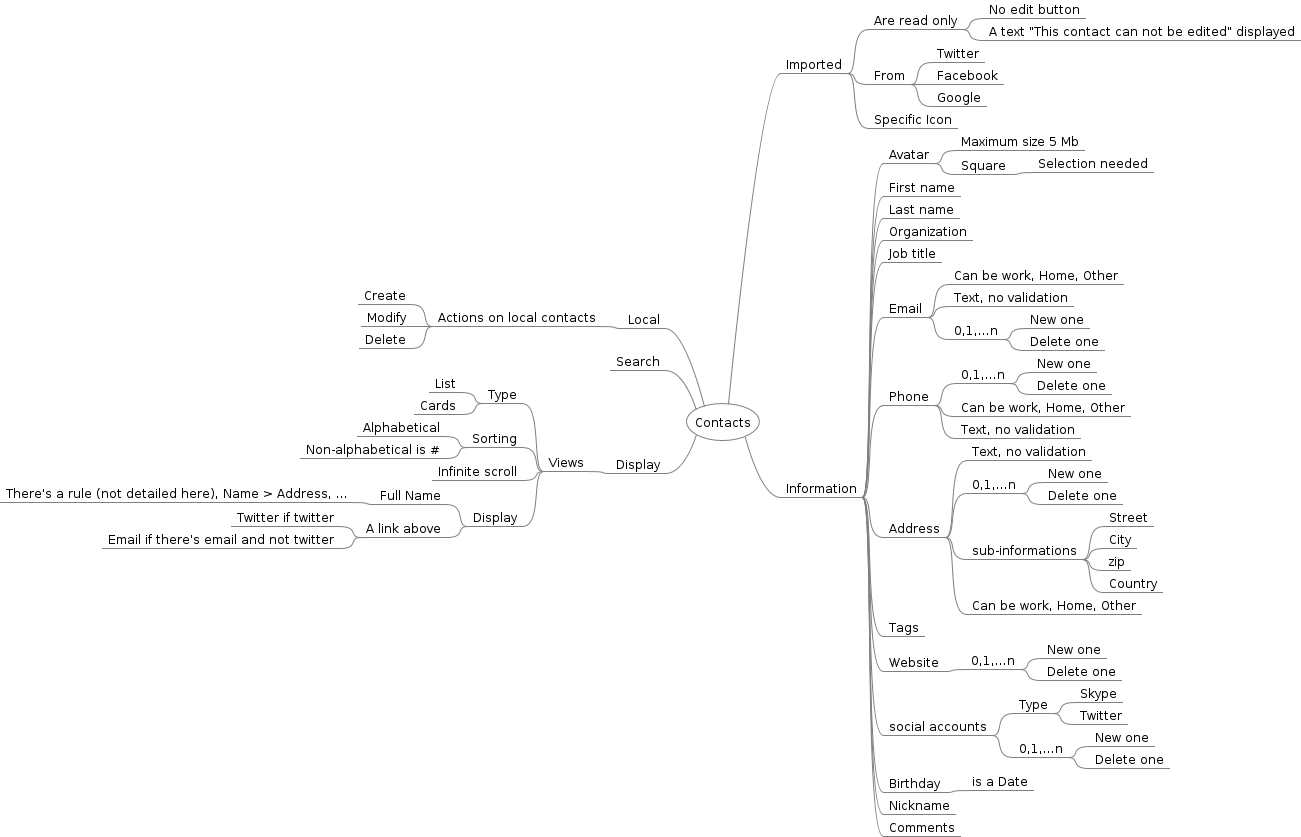 Contacts
Imported
Are read only
No edit button
A text "This contact can not be edited" displayed
From
Twitter
Facebook
Google
Specific Icon
Information
Avatar
Maximum size 5 Mb
Square
Selection needed
First name
Last name
Organization
Job title
Email
Can be work, Home, Other
Text, no validation
0,1,...n
New one
Delete one
Phone
0,1,...n
New one
Delete one
Can be work, Home, Other
Text, no validation
Address
Text, no validation
0,1,...n
New one
Delete one
sub-informations
Street
City
zip
Country
Can be work, Home, Other
Tags
Website
0,1,...n
New one
Delete one
social accounts
Type
Skype
Twitter
0,1,...n
New one
Delete one
Birthday
is a Date
Nickname
Comments
Local
Actions on local contacts
Create
Modify
Delete
Search
Display
Views
Type
List
Cards
Sorting
Alphabetical
Non-alphabetical is #
Infinite scroll
Display
Full Name
There's a rule (not detailed here), Name > Address, ...
A link above
Twitter if twitter
Email if there's email and not twitter